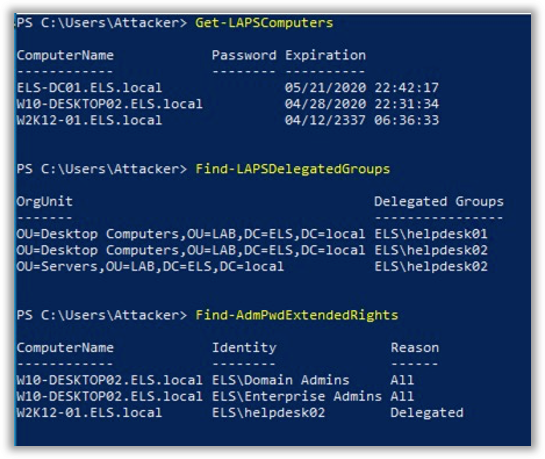 PS C:\Users\Attacker> Get-LAPSComputers
ComputerName Password Expiration
------------ -------- ----------
ELS-DC01.ELS.local 05/21/2020 22:42:17
W10-DESKTOP02.ELS.local 04/28/2020 22:31:34
W2K12-01.ELS.local 04/12/2337 06:36:33
PS C:\Users\Attacker> Find-LAPSDelegatedGroups
OrgUnit Delegated Groups
------- ----------------
OU=Desktop Computers,OU=LAB,DC=ELS,DC=local ELS\helpdesk01
OU=Desktop Computers,OU=LAB,DC=ELS,DC=local ELS\helpdesk02
OU=Servers,OU=LAB,DC=ELS,DC=local ELS\helpdesk02
PS C:\Users\Attacker> Find-AdmPwdExtendedRights
ComputerName Identity Reason
------------ -------- ------
W10-DESKTOP02.ELS.local ELS\Domain Admins All
W10-DESKTOP02.ELS.local ELS\Enterprise Admins All
W2K12-01.ELS.local ELS\helpdesk02 Delegated